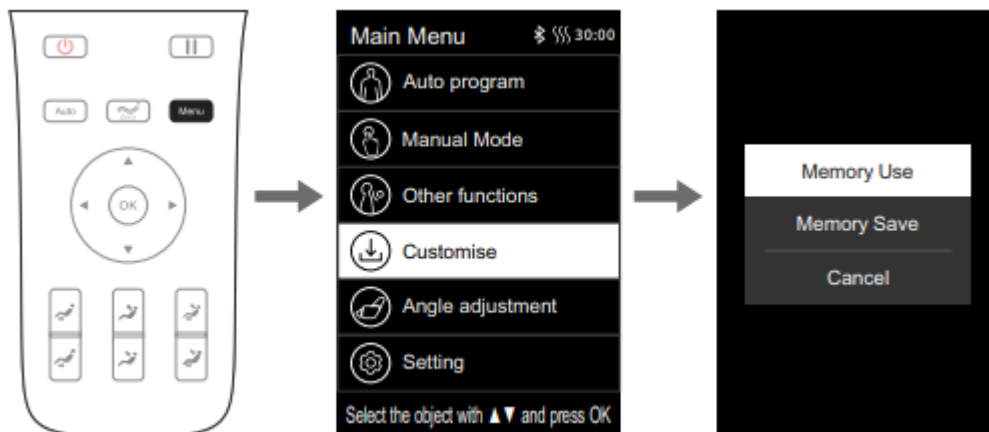 Auto
Menu
OK
Main Menu 30:00
Auto program
Manual Mode
Other functions
Customise
Angle adjustment
Setting
Select the object with ▲▼ and press OK
Memory Use
Memory Save
Cancel